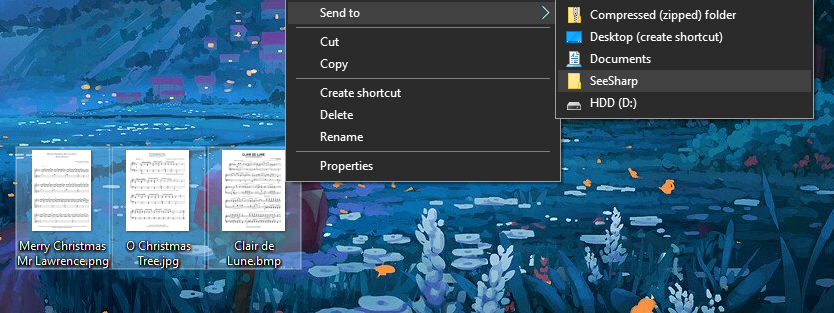 Send to
Cut
Copy
Create shortcut
Delete
Rename
Properties
Compressed (zipped) folder
Desktop (create shortcut)
Documents
SeeSharp
HDD (D:)
Merry Christmas
Mr Lawrence.png
O Christmas
Tree.jpg
CLAIR DE LUNE
Clair de
Lune.bmp